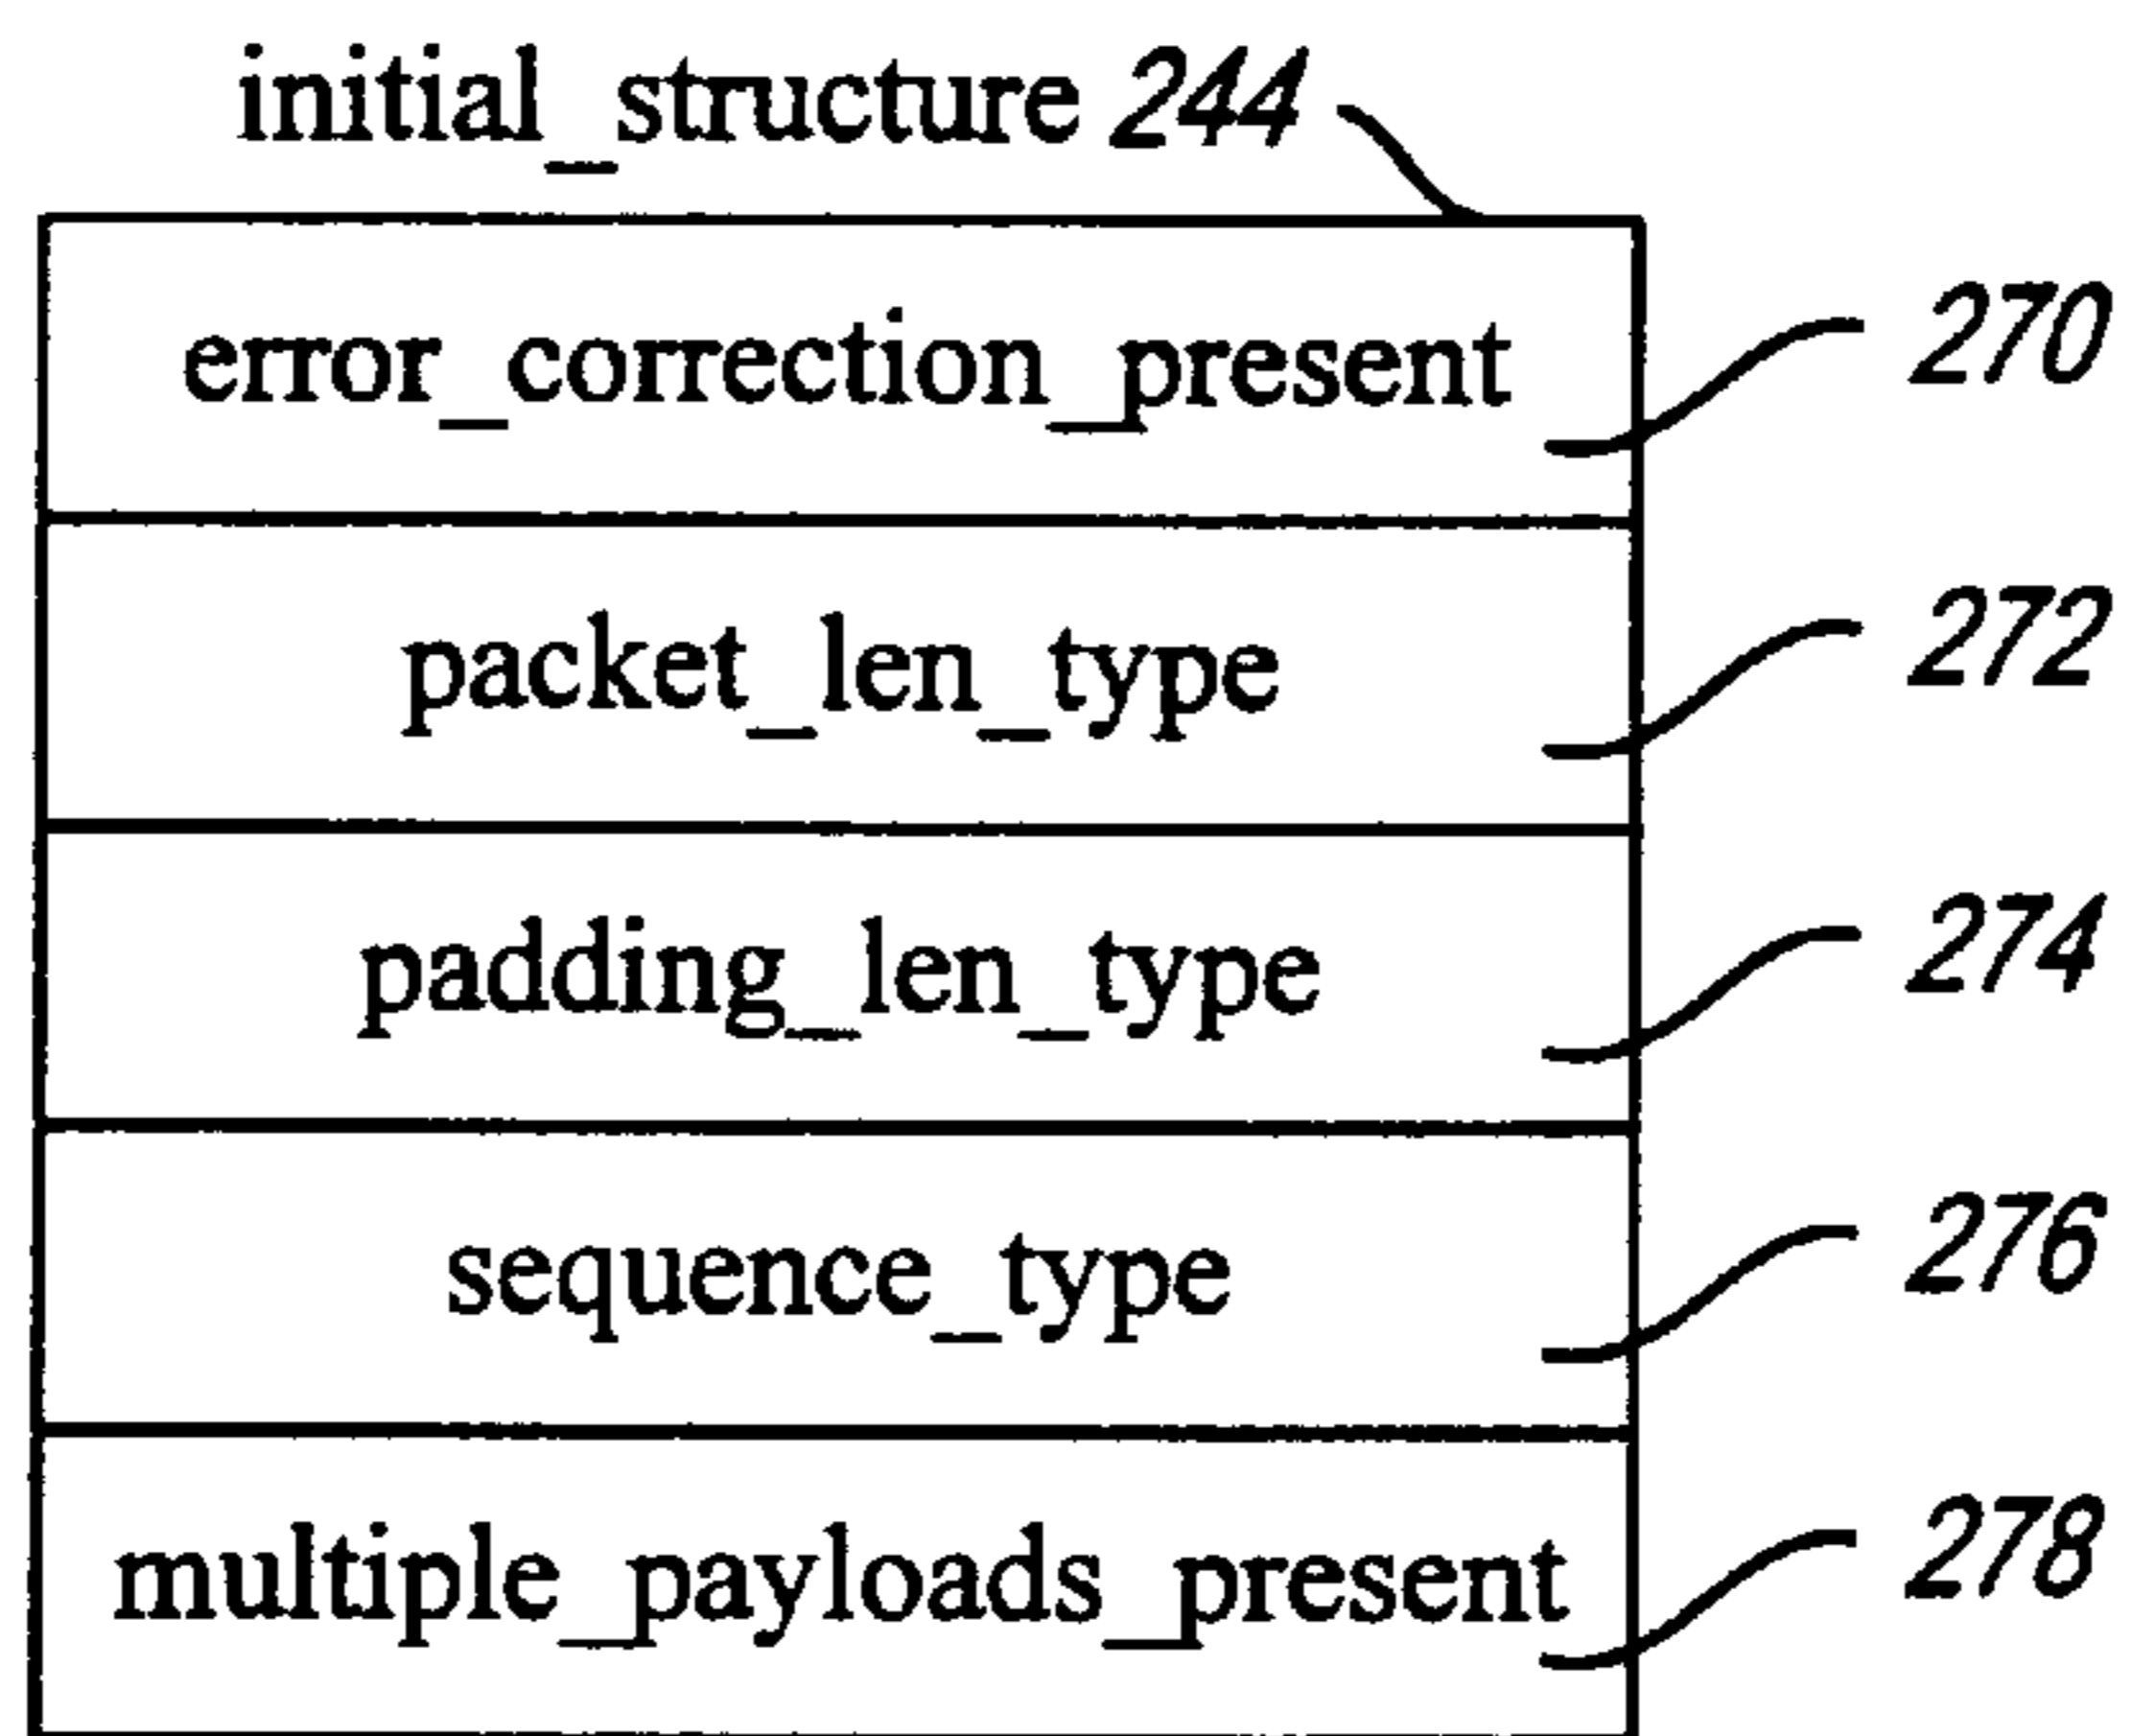 initial_structure 244
error_correction_present 270
packet_len_type 272
padding_len_type 274
sequence_type 276
multiple_payloads_present 278